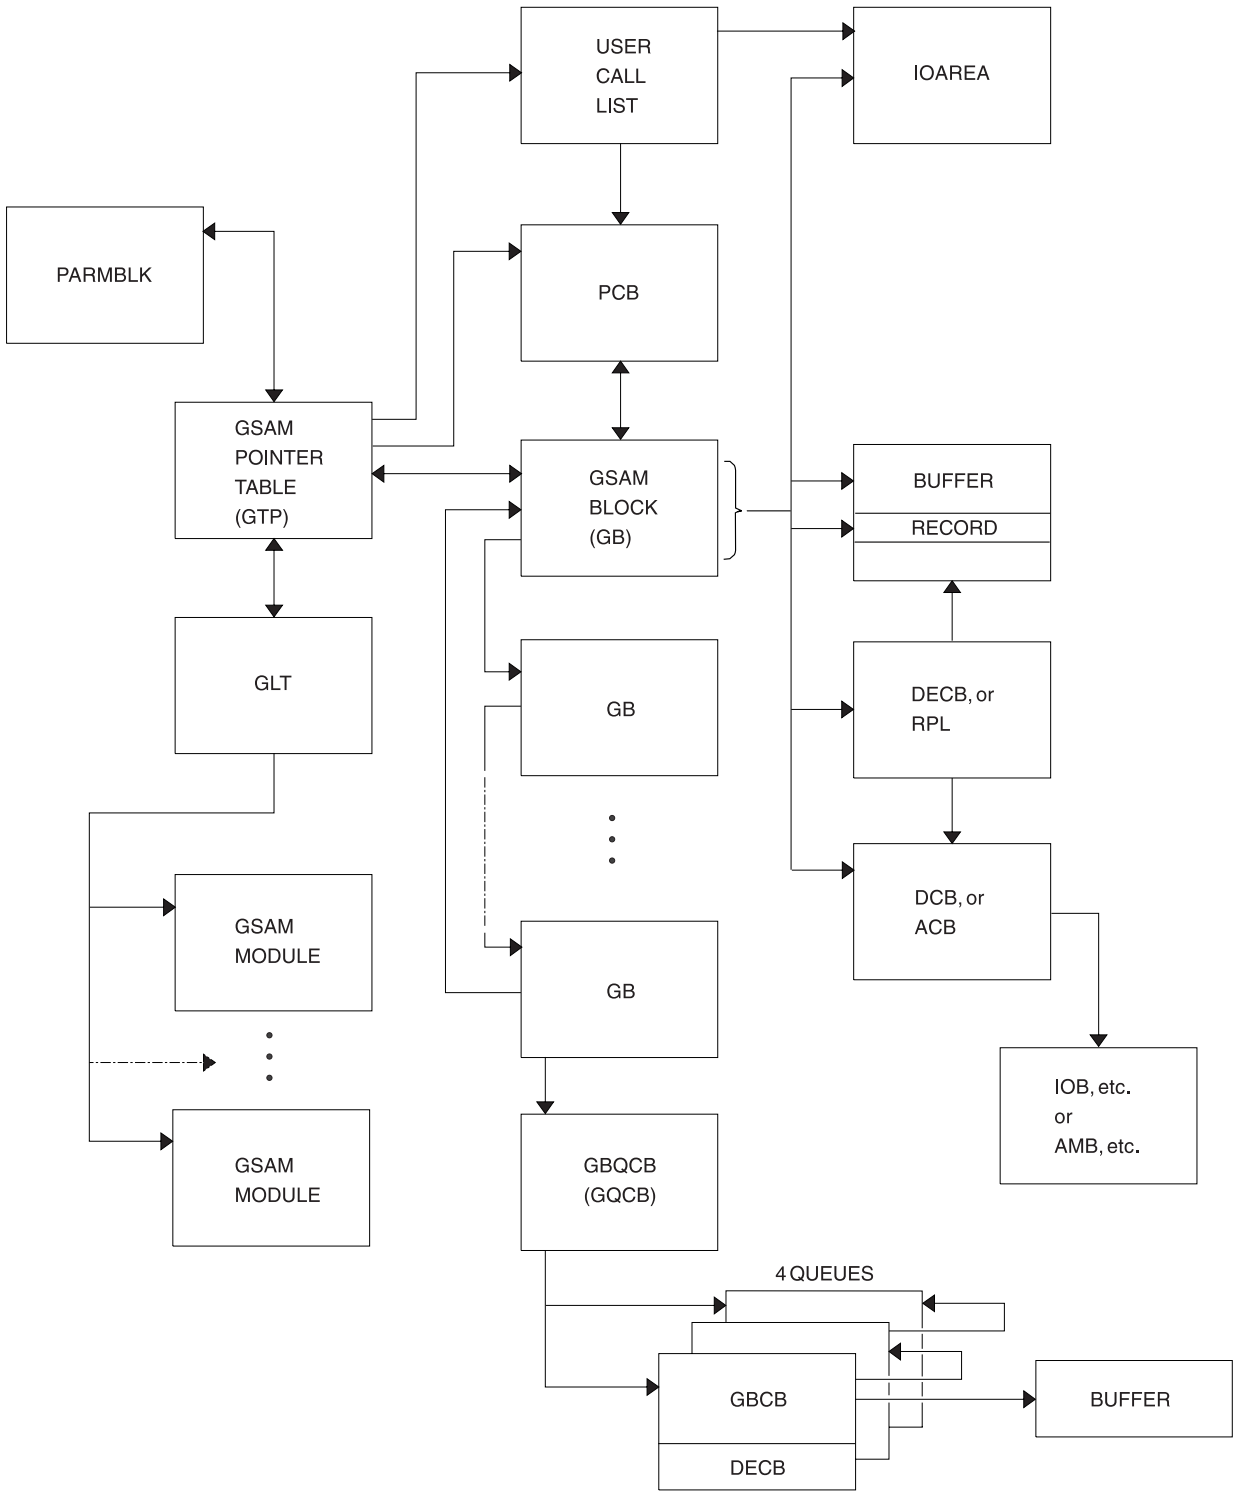 USER
CALL
LIST
IOAREA
PARMBLK
PCB
GSAM
POINTER
TABLE
(GTP)
GSAM
BLOCK
(GB)
BUFFER
RECORD
GLT
GB
DECB, or
RPL
GSAM
MODULE
GB
DCB, or
ACB
IOB, etc.
or
AMB, etc.
GSAM
MODULE
GBQCB
(GQCB)
4 QUEUES
GBCB
DECB
BUFFER